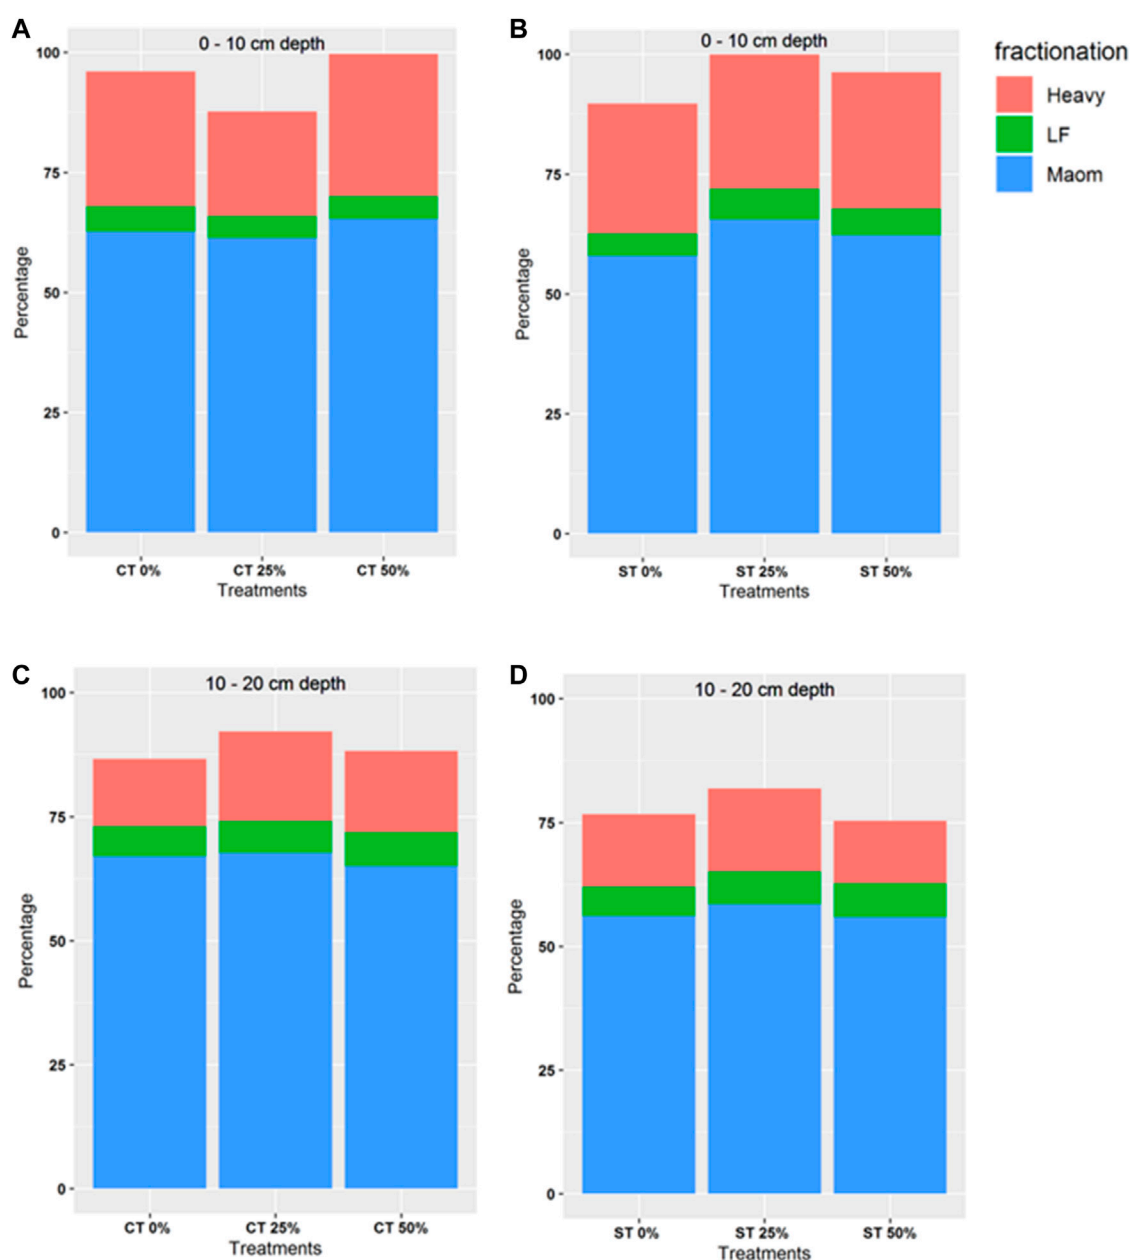 A
0 - 10 cm depth
100
75
50
25
0
Percentage
CT 0%
CT 25%
CT 50%
Treatments
B
0 - 10 cm depth
100
75
50
25
0
Percentage
ST 0%
ST 25%
ST 50%
Treatments
fractionation
Heavy
LF
Maom
C
10 - 20 cm depth
100
75
50
25
0
Percentage
CT 0%
CT 25%
CT 50%
Treatments
D
10 - 20 cm depth
100
75
50
25
0
Percentage
ST 0%
ST 25%
ST 50%
Treatments